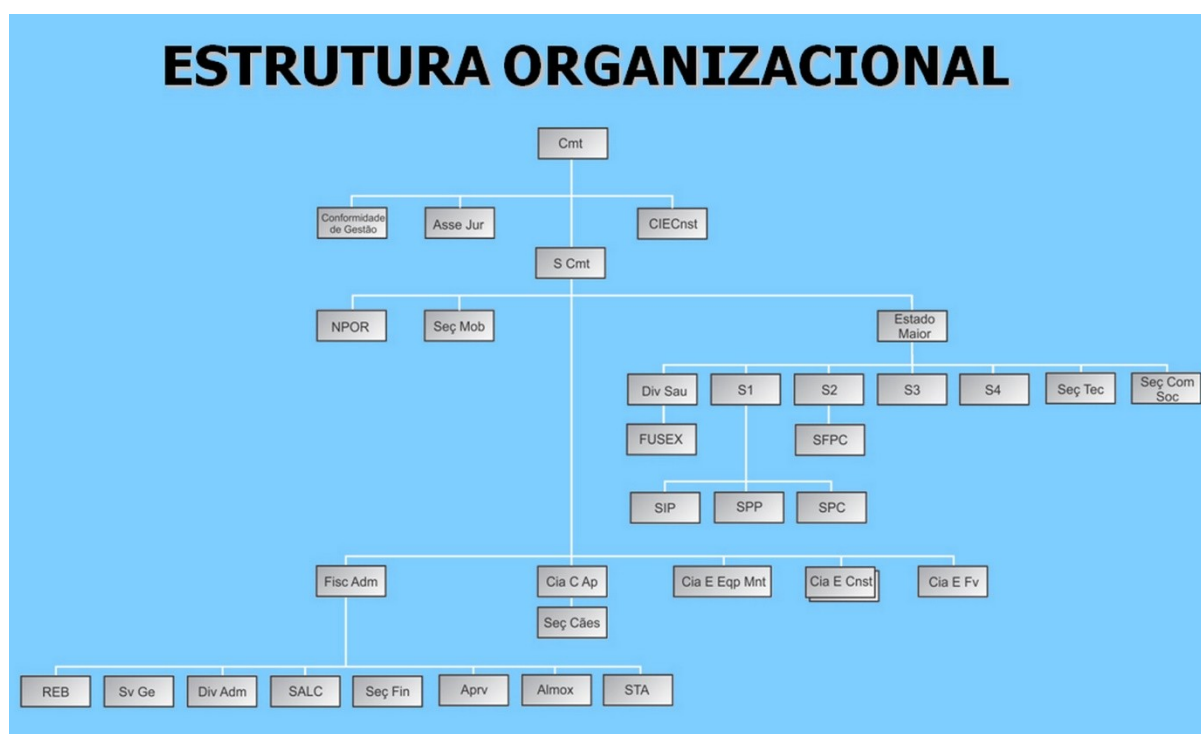 ESTRUTURA ORGANIZACIONAL
Cmt
Conformidade
de Gestão
Asse Jur
CIECnst
S Cmt
NPOR
Seç Mob
Estado
Maior
Div Sau
S1
S2
S3
S4
Seç Tec
Seç Com
Soc
FUSEX
SFPC
SIP
SPP
SPC
Fisc Adm
Cia C Ap
Cia E Eqp Mnt
Cia E Cnst
Cia E Fv
Seç Cães
REB
Sv Ge
Div Adm
SALC
Seç Fin
Aprv
Almox
STA